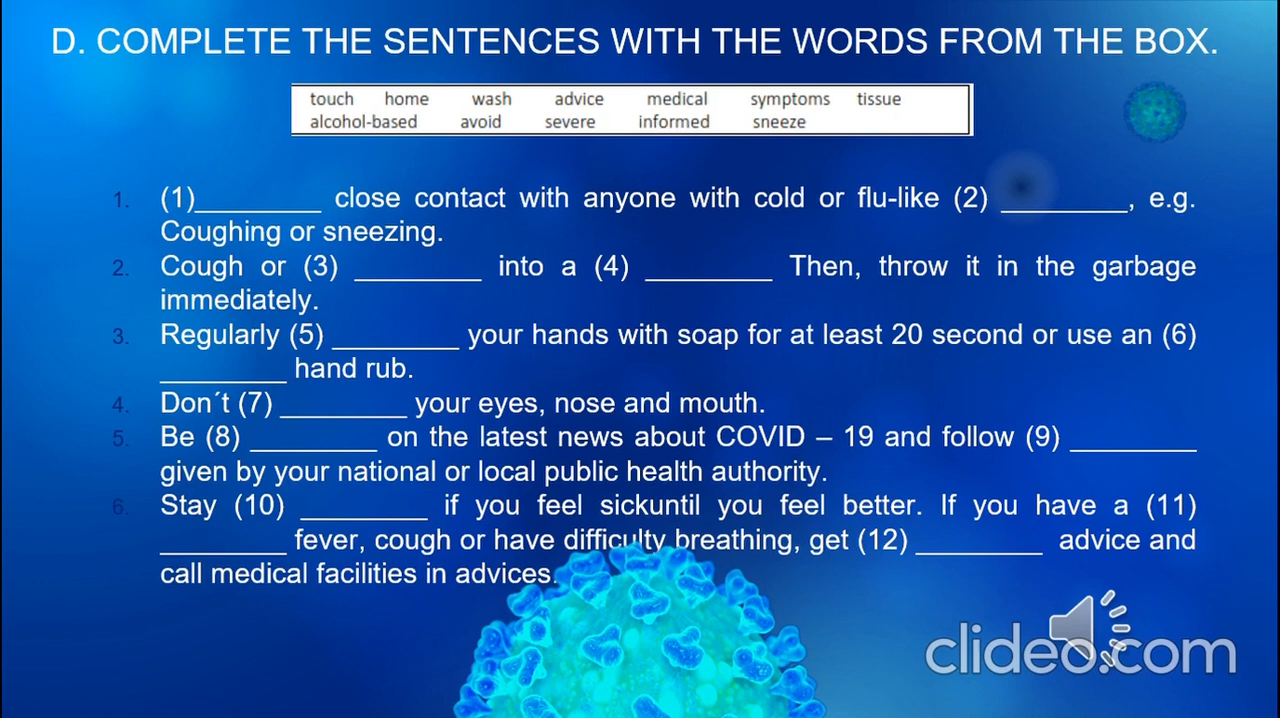 D. COMPLETE THE SENTENCES WITH THE WORDS FROM THE BOX.
touch home wash advice medical symptoms tissue
alcohol-based avoid severe informed sneeze
1. (1)________ close contact with anyone with cold or flu-like (2) ________, e.g.
Coughing or sneezing.
2. Cough or (3) ________ into a (4) ________ Then, throw it in the garbage
immediately.
3. Regularly (5) ________ your hands with soap for at least 20 second or use an (6)
________ hand rub.
4. Don´t (7) ________ your eyes, nose and mouth.
5. Be (8) ________ on the latest news about COVID – 19 and follow (9) ________
given by your national or local public health authority.
6. Stay (10) ________ if you feel sickuntil you feel better. If you have a (11)
________ fever, cough or have difficulty breathing, get (12) ________ advice and
call medical facilities in advices.
clideo.com